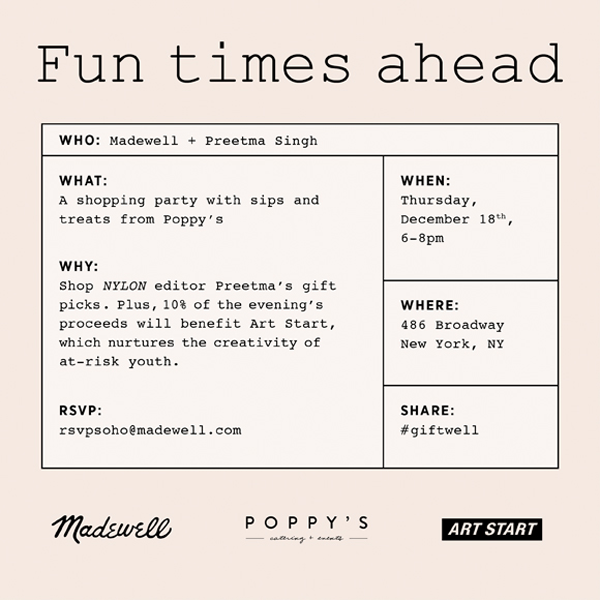 Fun times ahead
WHO: Madewell + Preetma Singh
WHAT:
A shopping party with sips and
treats from Poppy's
WHY:
Shop NYLON editor Preetma's gift
picks. Plus, 10% of the evening's
proceeds will benefit Art Start,
which nurtures the creativity of
at-risk youth.
RSVP:
rsvpsoho@madewell.com
WHEN:
Thursday,
December 18th,
6-8pm
WHERE:
486 Broadway
New York, NY
SHARE:
#giftwell
Madewell
POPPY'S
catering + events
ART START